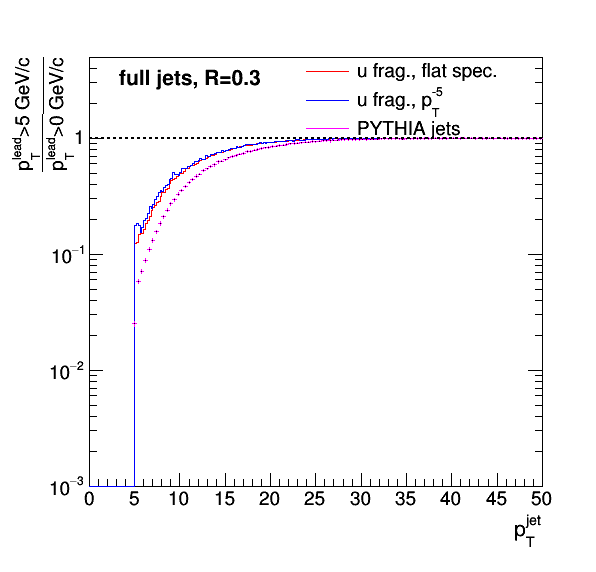 full jets, R=0.3
u frag., flat spec.
u frag., p_T^-5
PYTHIA jets
p_T^lead>5 GeV/c
p_T^lead>0 GeV/c
1
10^−1
10^−2
10^−3
0 5 10 15 20 25 30 35 40 45 50
p_T^jet